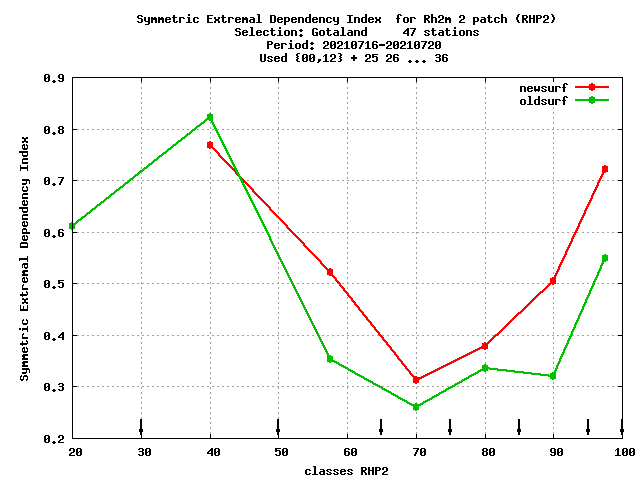 Symmetric Extremal Dependency Index  for Rh2m 2 patch (RHP2)
Selection: Gotaland     47 stations
Period: 20210716-20210720
Used {00,12} + 25 26 ... 36
newsurf
oldsurf
Symmetric Extremal Dependency Index
0.9
0.8
0.7
0.6
0.5
0.4
0.3
0.2
20 30 40 50 60 70 80 90 100
classes RHP2